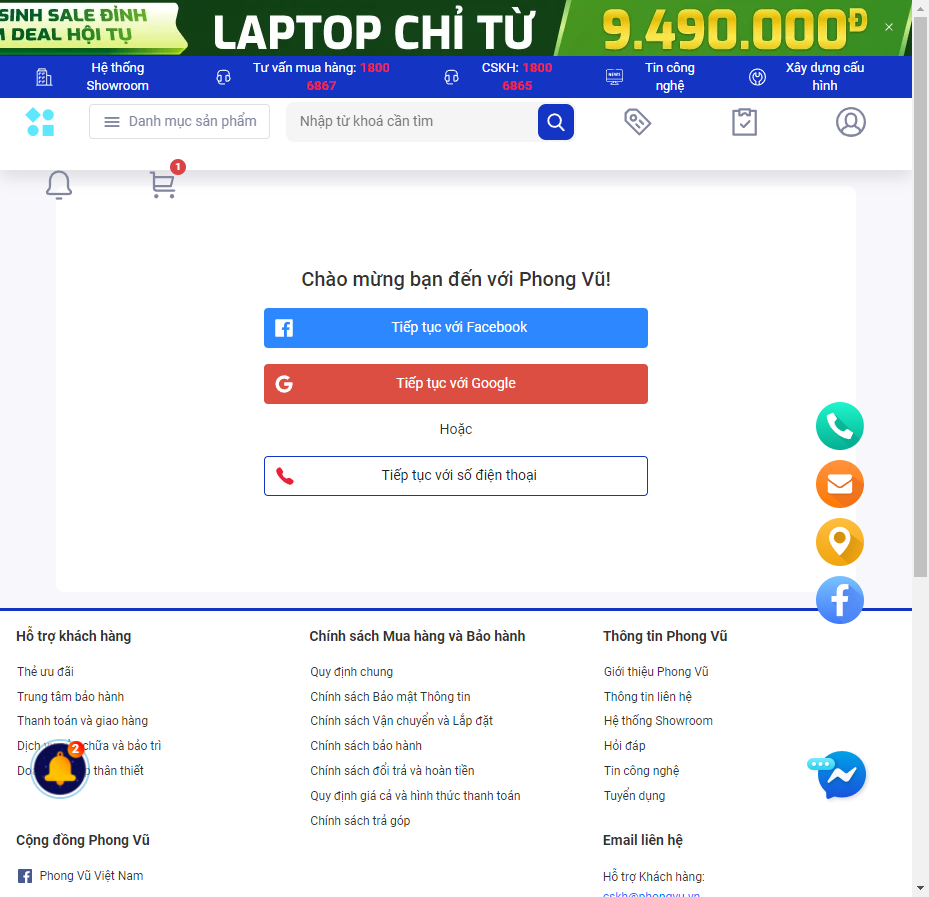 SINH SALE ĐỈNH
M DEAL HỘI TỤ
LAPTOP CHỈ TỪ
9.490.000Đ
Hệ thống
Showroom
Tư vấn mua hàng: 1800
6867
CSKH: 1800
6865
Tin công
nghệ
Xây dựng cấu
hình
NEWS
Danh mục sản phẩm
Nhập từ khoá cần tìm
1
Chào mừng bạn đến với Phong Vũ!
Tiếp tục với Facebook
Tiếp tục với Google
Hoặc
Tiếp tục với số điện thoại
Hỗ trợ khách hàng
Thẻ ưu đãi
Trung tâm bảo hành
Thanh toán và giao hàng
Dịch chữa và bảo trì
thân thiết
2
Chính sách Mua hàng và Bảo hành
Quy định chung
Chính sách Bảo mật Thông tin
Chính sách Vận chuyển và Lắp đặt
Chính sách bảo hành
Chính sách đổi trả và hoàn tiền
Quy định giá cả và hình thức thanh toán
Chính sách trả góp
Thông tin Phong Vũ
Giới thiệu Phong Vũ
Thông tin liên hệ
Hệ thống Showroom
Hỏi đáp
Tin công nghệ
Tuyển dụng
Cộng đồng Phong Vũ
Phong Vũ Việt Nam
Email liên hệ
Hỗ trợ Khách hàng:
cskh@phongvu.vn